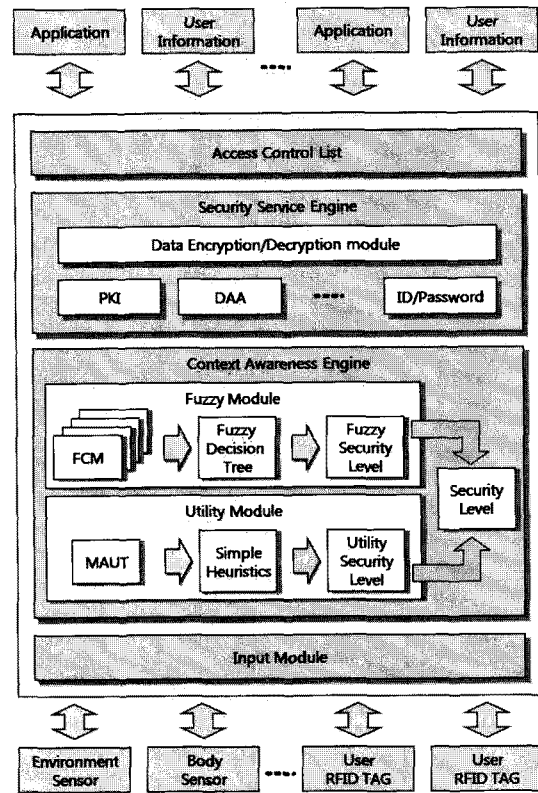 Application
User
Information
Application
User
Information
Access Control List
Security Service Engine
Data Encryption/Decryption module
PKI
DAA
ID/Password
Context Awareness Engine
Fuzzy Module
FCM
Fuzzy
Decision
Tree
Fuzzy
Security
Level
Security
Level
Utility Module
MAUT
Simple
Heuristics
Utility
Security
Level
Input Module
Environment
Sensor
Body
Sensor
User
RFID TAG
User
RFID TAG